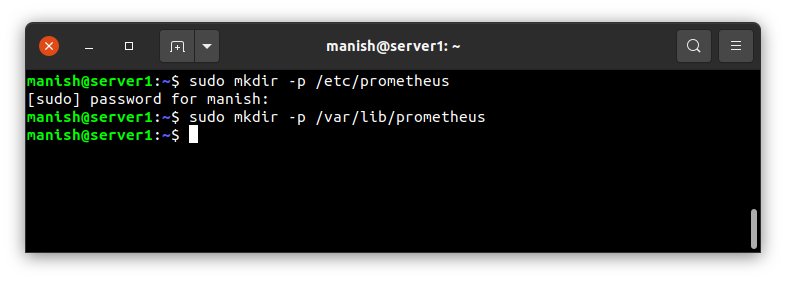 manish@server1: ~
manish@server1:~$ sudo mkdir -p /etc/prometheus
[sudo] password for manish:
manish@server1:~$ sudo mkdir -p /var/lib/prometheus
manish@server1:~$